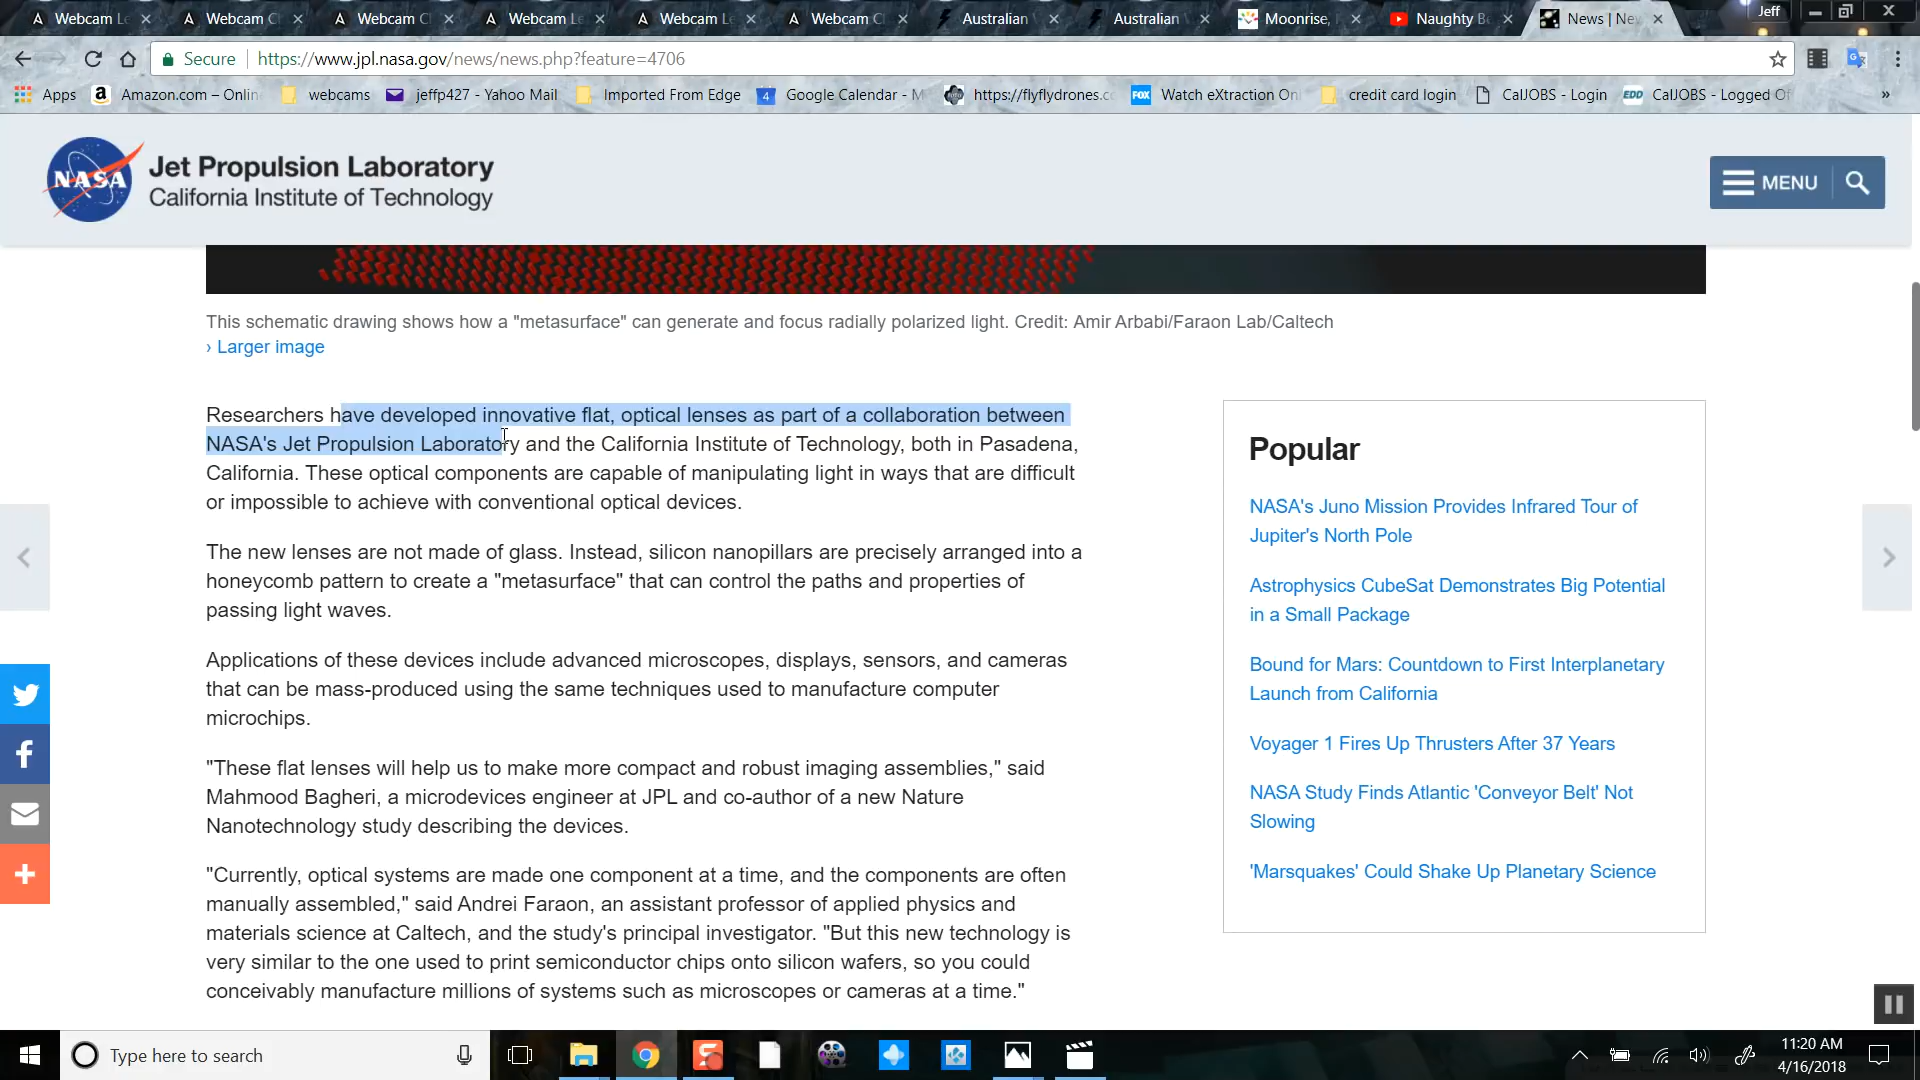 Webcam Le
Webcam Cl
Webcam Cl
Webcam Le
Webcam Le
Webcam Cl
Australian
Australian
Moonrise,
Naughty Be
News | Ne
Jeff
Secure
https://www.jpl.nasa.gov/news/news.php?feature=4706
Apps
Amazon.com – Onlin
webcams
jeffp427 - Yahoo Mail
Imported From Edge
Google Calendar - M
https://flyflydrones.c
Watch eXtraction On
credit card login
CalJOBS - Login
CalJOBS - Logged Of
NASA
Jet Propulsion Laboratory
California Institute of Technology
MENU
This schematic drawing shows how a "metasurface" can generate and focus radially polarized light. Credit: Amir Arbabi/Faraon Lab/Caltech
› Larger image
Researchers have developed innovative flat, optical lenses as part of a collaboration between
NASA's Jet Propulsion Laboratory and the California Institute of Technology, both in Pasadena,
California. These optical components are capable of manipulating light in ways that are difficult
or impossible to achieve with conventional optical devices.
The new lenses are not made of glass. Instead, silicon nanopillars are precisely arranged into a
honeycomb pattern to create a "metasurface" that can control the paths and properties of
passing light waves.
Applications of these devices include advanced microscopes, displays, sensors, and cameras
that can be mass-produced using the same techniques used to manufacture computer
microchips.
"These flat lenses will help us to make more compact and robust imaging assemblies," said
Mahmood Bagheri, a microdevices engineer at JPL and co-author of a new Nature
Nanotechnology study describing the devices.
"Currently, optical systems are made one component at a time, and the components are often
manually assembled," said Andrei Faraon, an assistant professor of applied physics and
materials science at Caltech, and the study's principal investigator. "But this new technology is
very similar to the one used to print semiconductor chips onto silicon wafers, so you could
conceivably manufacture millions of systems such as microscopes or cameras at a time."
Popular
NASA's Juno Mission Provides Infrared Tour of
Jupiter's North Pole
Astrophysics CubeSat Demonstrates Big Potential
in a Small Package
Bound for Mars: Countdown to First Interplanetary
Launch from California
Voyager 1 Fires Up Thrusters After 37 Years
NASA Study Finds Atlantic 'Conveyor Belt' Not
Slowing
'Marsquakes' Could Shake Up Planetary Science
Type here to search
11:20 AM
4/16/2018